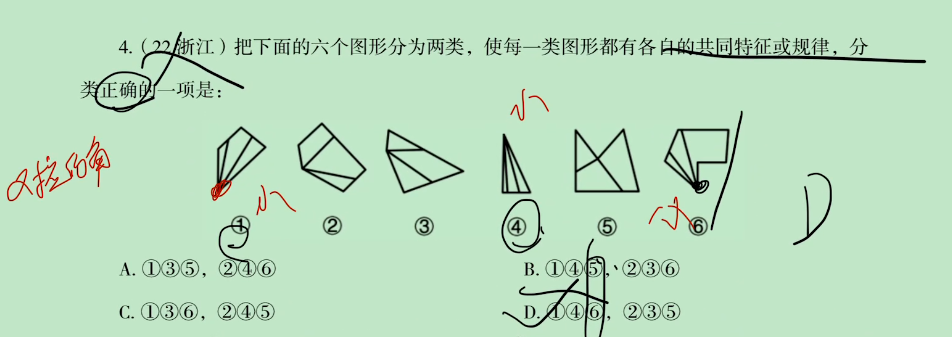 4.（22 浙江）把下面的六个图形分为两类，使每一类图形都有各自的共同特征或规律，分
类正确的一项是：
小
小
小
① ② ③ ④ ⑤ ⑥
D
A. ①③⑤，②④⑥ B. ①④⑤，②③⑥
C. ①③⑥，②④⑤ D. ①④⑥，②③⑤